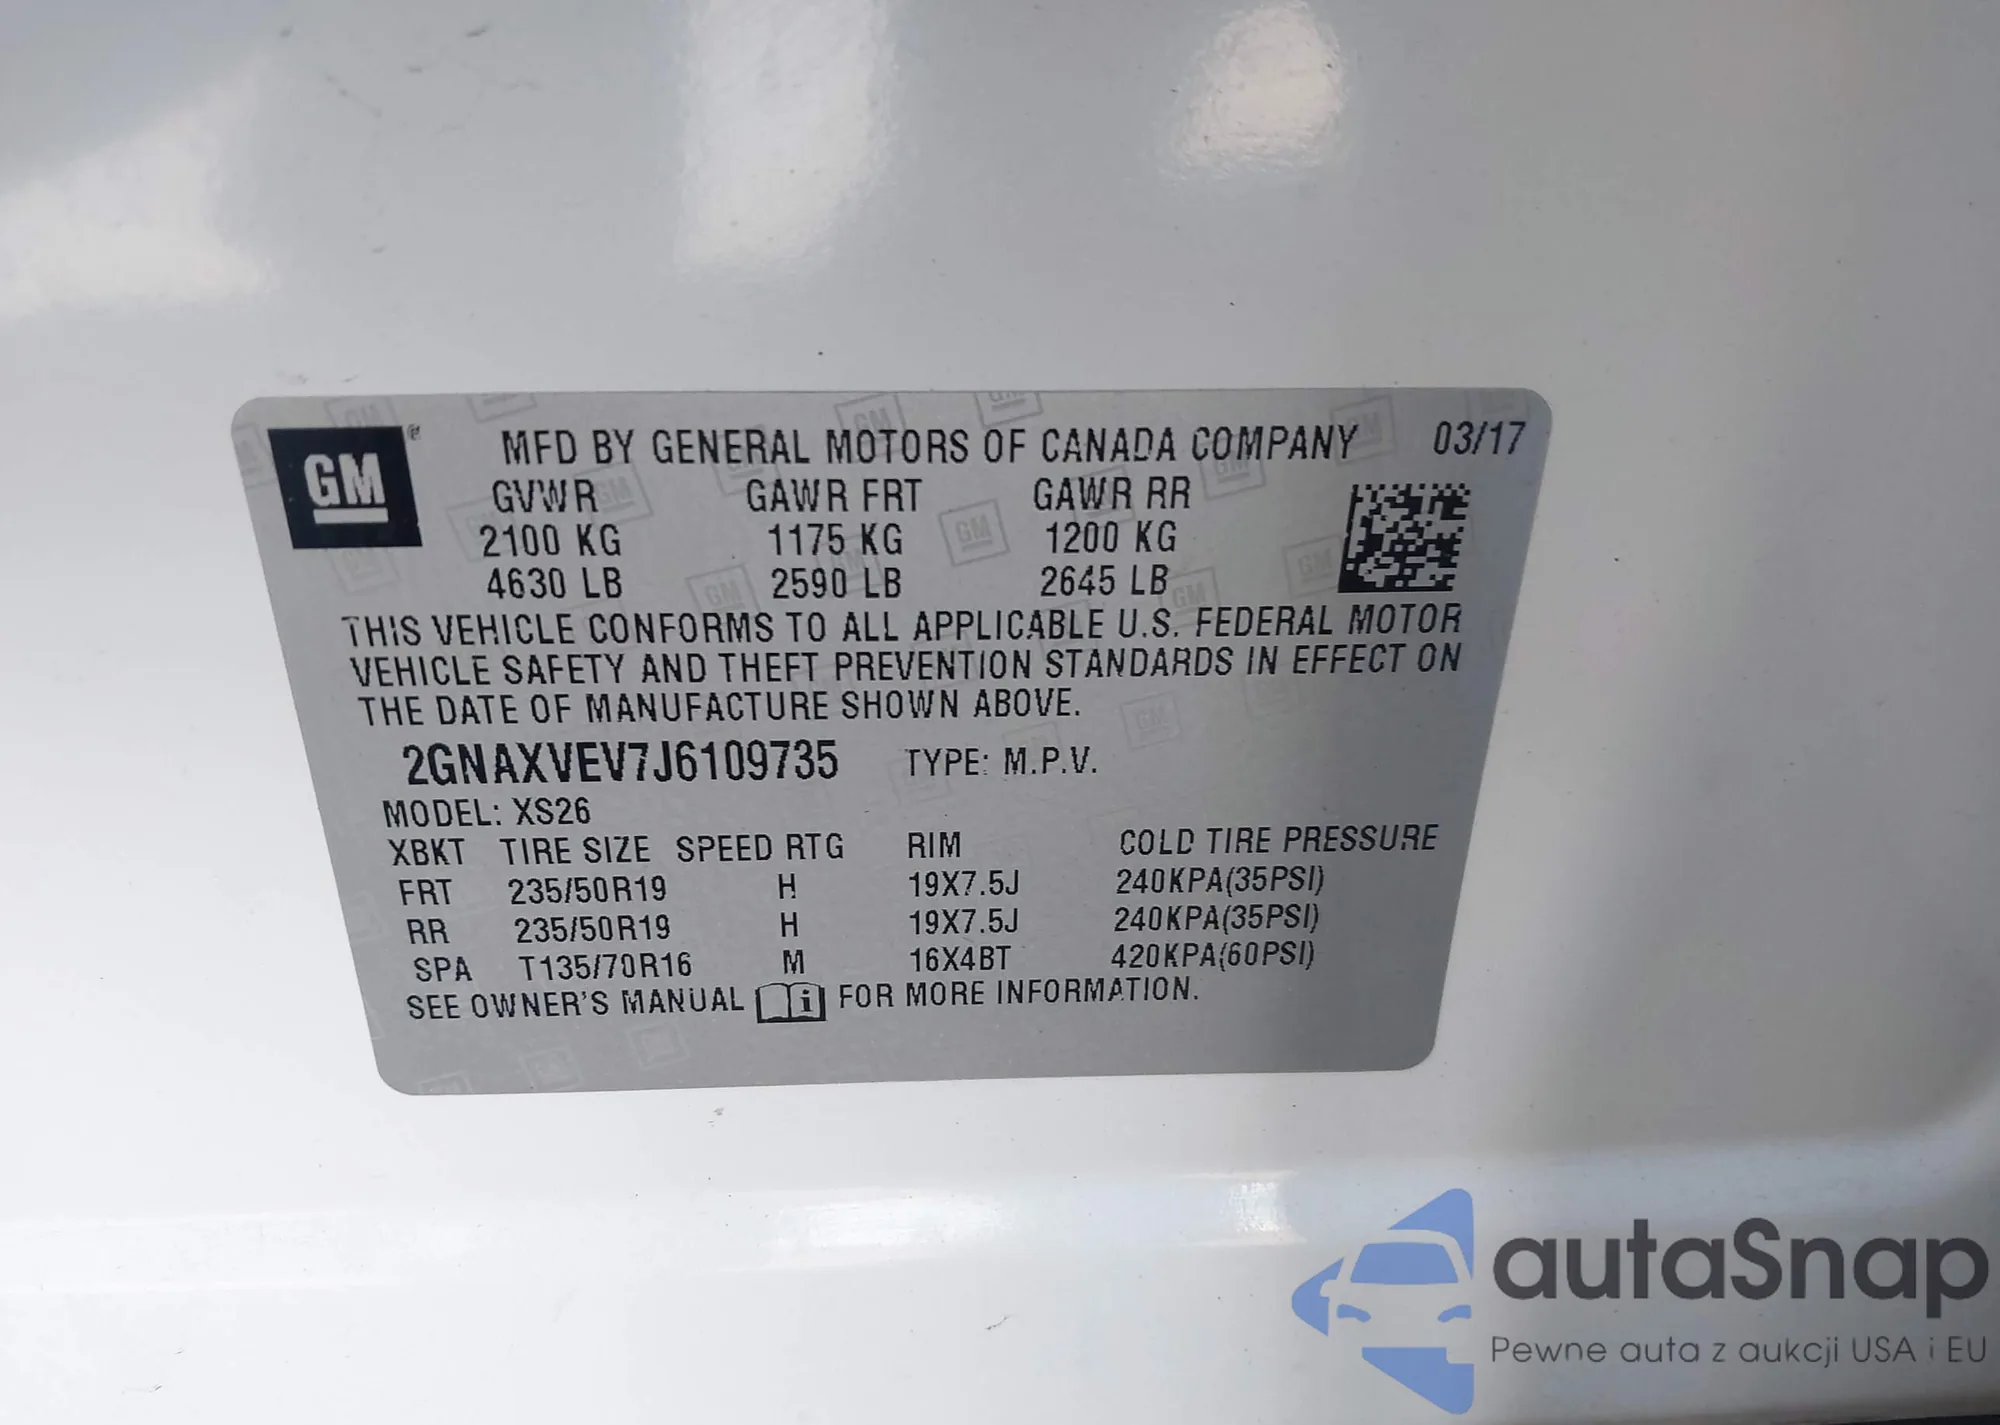 GM
MFD BY GENERAL MOTORS OF CANADA COMPANY 03/17
GVWR GAWR FRT GAWR RR
2100 KG 1175 KG 1200 KG
4630 LB 2590 LB 2645 LB
THIS VEHICLE CONFORMS TO ALL APPLICABLE U.S. FEDERAL MOTOR
VEHICLE SAFETY AND THEFT PREVENTION STANDARDS IN EFFECT ON
THE DATE OF MANUFACTURE SHOWN ABOVE.
2GNAXVEV7J6109735 TYPE: M.P.V.
MODEL: XS26
XBKT TIRE SIZE SPEED RTG RIM COLD TIRE PRESSURE
FRT 235/50R19 H 19X7.5J 240KPA(35PSI)
RR 235/50R19 H 19X7.5J 240KPA(35PSI)
SPA T135/70R16 M 16X4BT 420KPA(60PSI)
SEE OWNER'S MANUAL i FOR MORE INFORMATION.
autaSnap
Pewne auta z aukcji USA i EU